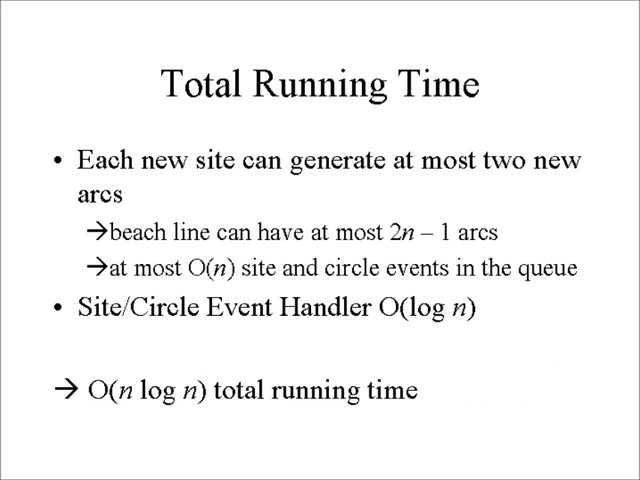 Total Running Time
• Each new site can generate at most two new
arcs
→beach line can have at most 2n – 1 arcs
→at most O(n) site and circle events in the queue
• Site/Circle Event Handler O(log n)
→ O(n log n) total running time